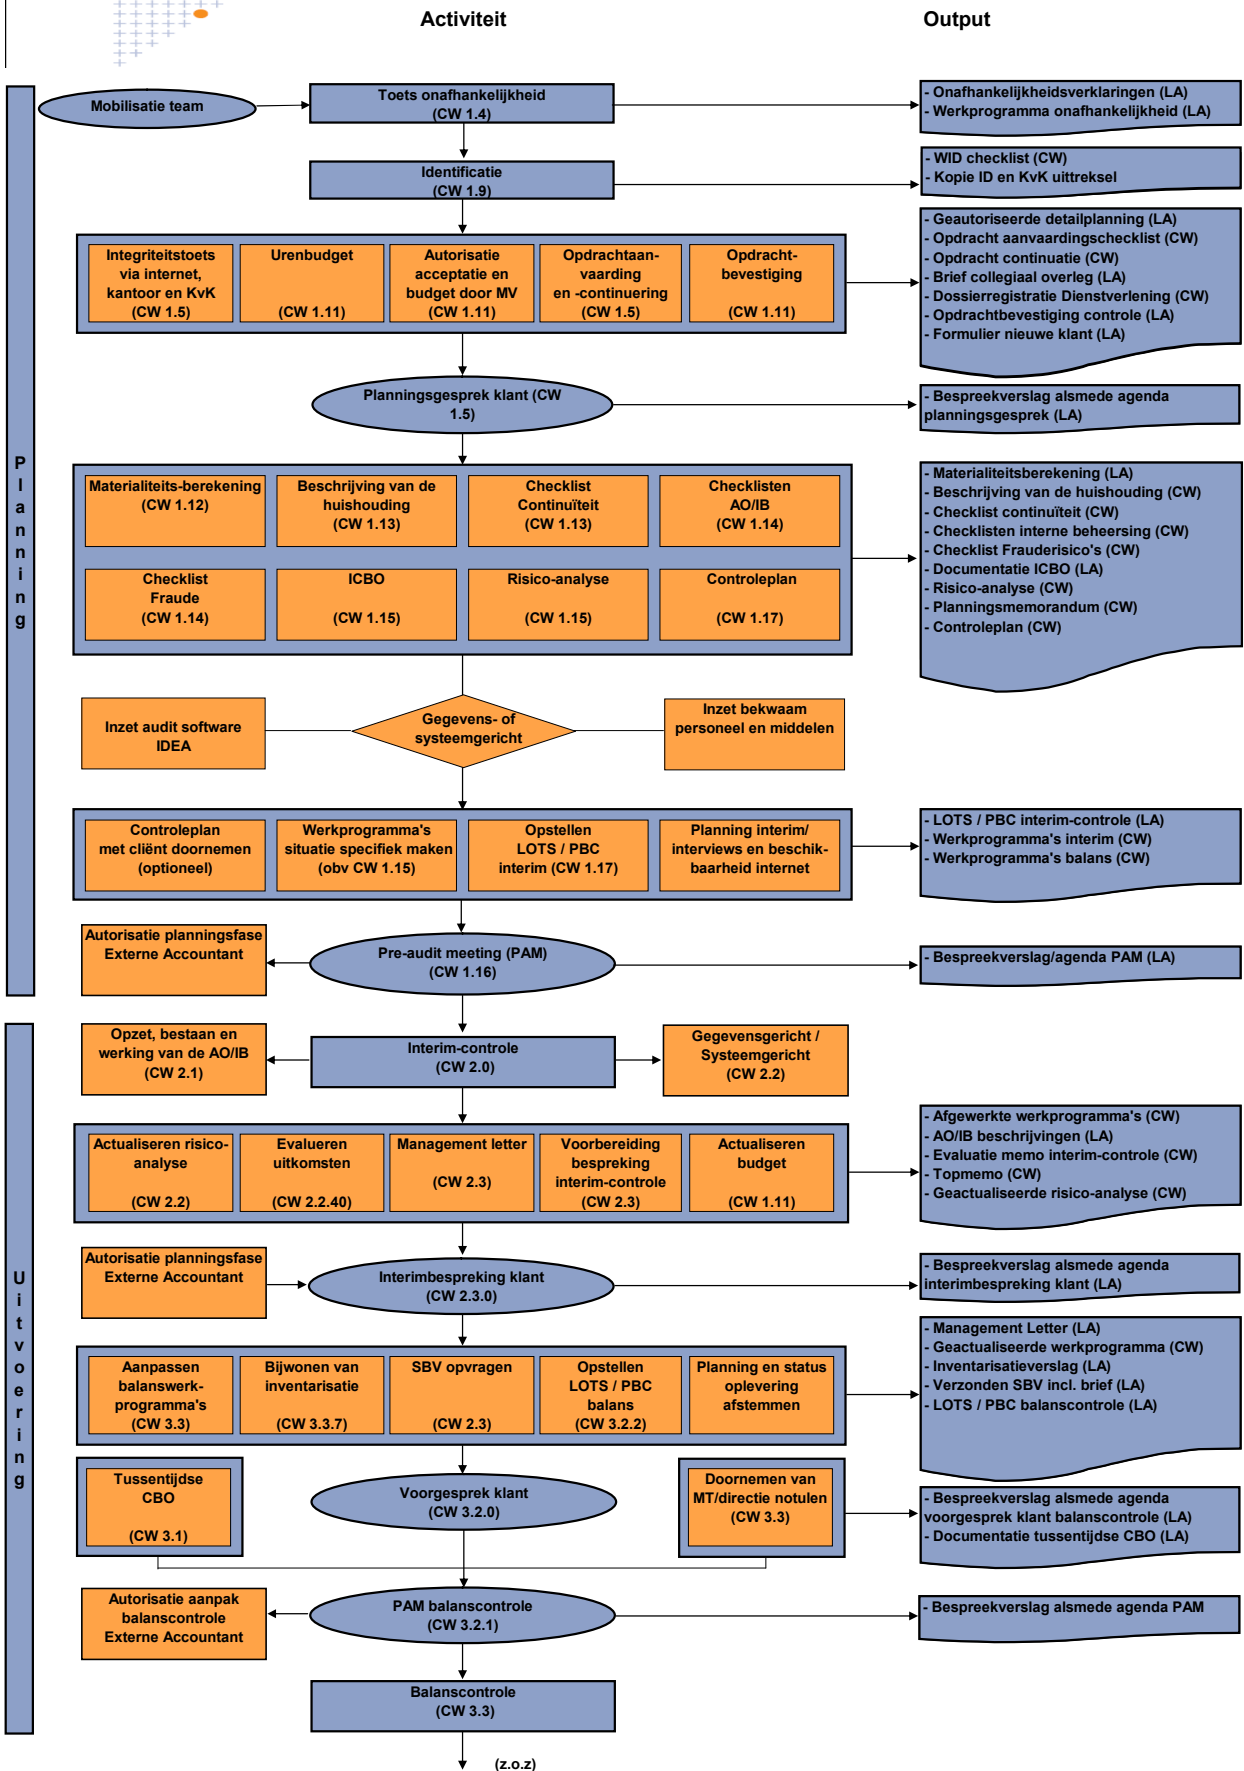 Activiteit
Output
Mobilisatie team
Toets onafhankelijkheid
(CW 1.4)
- Onafhankelijkheidsverklaringen (LA)
- Werkprogramma onafhankelijkheid (LA)
Identificatie
(CW 1.9)
- WID checklist (CW)
- Kopie ID en KvK uittreksel
Integriteitstoets
via internet,
kantoor en KvK
(CW 1.5)
Urenbudget
(CW 1.11)
Autorisatie
acceptatie en
budget door MV
(CW 1.11)
Opdrachtaan-
vaarding
en -continuering
(CW 1.5)
Opdracht-
bevestiging
(CW 1.11)
- Geautoriseerde detailplanning (LA)
- Opdracht aanvaardingschecklist (CW)
- Opdracht continuatie (CW)
- Brief collegiaal overleg (LA)
- Dossierregistratie Dienstverlening (CW)
- Opdrachtbevestiging controle (LA)
- Formulier nieuwe klant (LA)
Planningsgesprek klant (CW
1.5)
- Bespreekverslag alsmede agenda
planningsgesprek (LA)
P
l
a
n
n
i
n
g
Materialiteits-berekening
(CW 1.12)
Beschrijving van de
huishouding
(CW 1.13)
Checklist
Continuïteit
(CW 1.13)
Checklisten
AO/IB
(CW 1.14)
Checklist
Fraude
(CW 1.14)
ICBO
(CW 1.15)
Risico-analyse
(CW 1.15)
Controleplan
(CW 1.17)
- Materialiteitsberekening (LA)
- Beschrijving van de huishouding (CW)
- Checklist continuïteit (CW)
- Checklisten interne beheersing (CW)
- Checklist Frauderisico's (CW)
- Documentatie ICBO (LA)
- Risico-analyse (CW)
- Planningsmemorandum (CW)
- Controleplan (CW)
Inzet audit software
IDEA
Gegevens- of
systeemgericht
Inzet bekwaam
personeel en middelen
Controleplan
met cliënt doornemen
(optioneel)
Werkprogramma's
situatie specifiek maken
(obv CW 1.15)
Opstellen
LOTS / PBC
interim (CW 1.17)
Planning interim/
interviews en beschik-
baarheid internet
- LOTS / PBC interim-controle (LA)
- Werkprogramma's interim (CW)
- Werkprogramma's balans (CW)
Autorisatie planningsfase
Externe Accountant
Pre-audit meeting (PAM)
(CW 1.16)
- Bespreekverslag/agenda PAM (LA)
Opzet, bestaan en
werking van de AO/IB
(CW 2.1)
Interim-controle
(CW 2.0)
Gegevensgericht /
Systeemgericht
(CW 2.2)
Actualiseren risico-
analyse
(CW 2.2)
Evalueren
uitkomsten
(CW 2.2.40)
Management letter
(CW 2.3)
Voorbereiding
bespreking
interim-controle
(CW 2.3)
Actualiseren
budget
(CW 1.11)
- Afgewerkte werkprogramma's (CW)
- AO/IB beschrijvingen (LA)
- Evaluatie memo interim-controle (CW)
- Topmemo (CW)
- Geactualiseerde risico-analyse (CW)
U
i
t
v
o
e
r
i
n
g
Autorisatie planningsfase
Externe Accountant
Interimbespreking klant
(CW 2.3.0)
- Bespreekverslag alsmede agenda
interimbespreking klant (LA)
Aanpassen
balanswerk-
programma's
(CW 3.3)
Bijwonen van
inventarisatie
(CW 3.3.7)
SBV opvragen
(CW 2.3)
Opstellen
LOTS / PBC
balans
(CW 3.2.2)
Planning en status
oplevering
afstemmen
- Management Letter (LA)
- Geactualiseerde werkprogramma (CW)
- Inventarisatieverslag (LA)
- Verzonden SBV incl. brief (LA)
- LOTS / PBC balanscontrole (LA)
Tussentijdse
CBO
(CW 3.1)
Voorgesprek klant
(CW 3.2.0)
Doornemen van
MT/directie notulen
(CW 3.3)
- Bespreekverslag alsmede agenda
voorgesprek klant balanscontrole (LA)
- Documentatie tussentijdse CBO (LA)
Autorisatie aanpak
balanscontrole
Externe Accountant
PAM balanscontrole
(CW 3.2.1)
- Bespreekverslag alsmede agenda PAM
Balanscontrole
(CW 3.3)
(z.o.z)